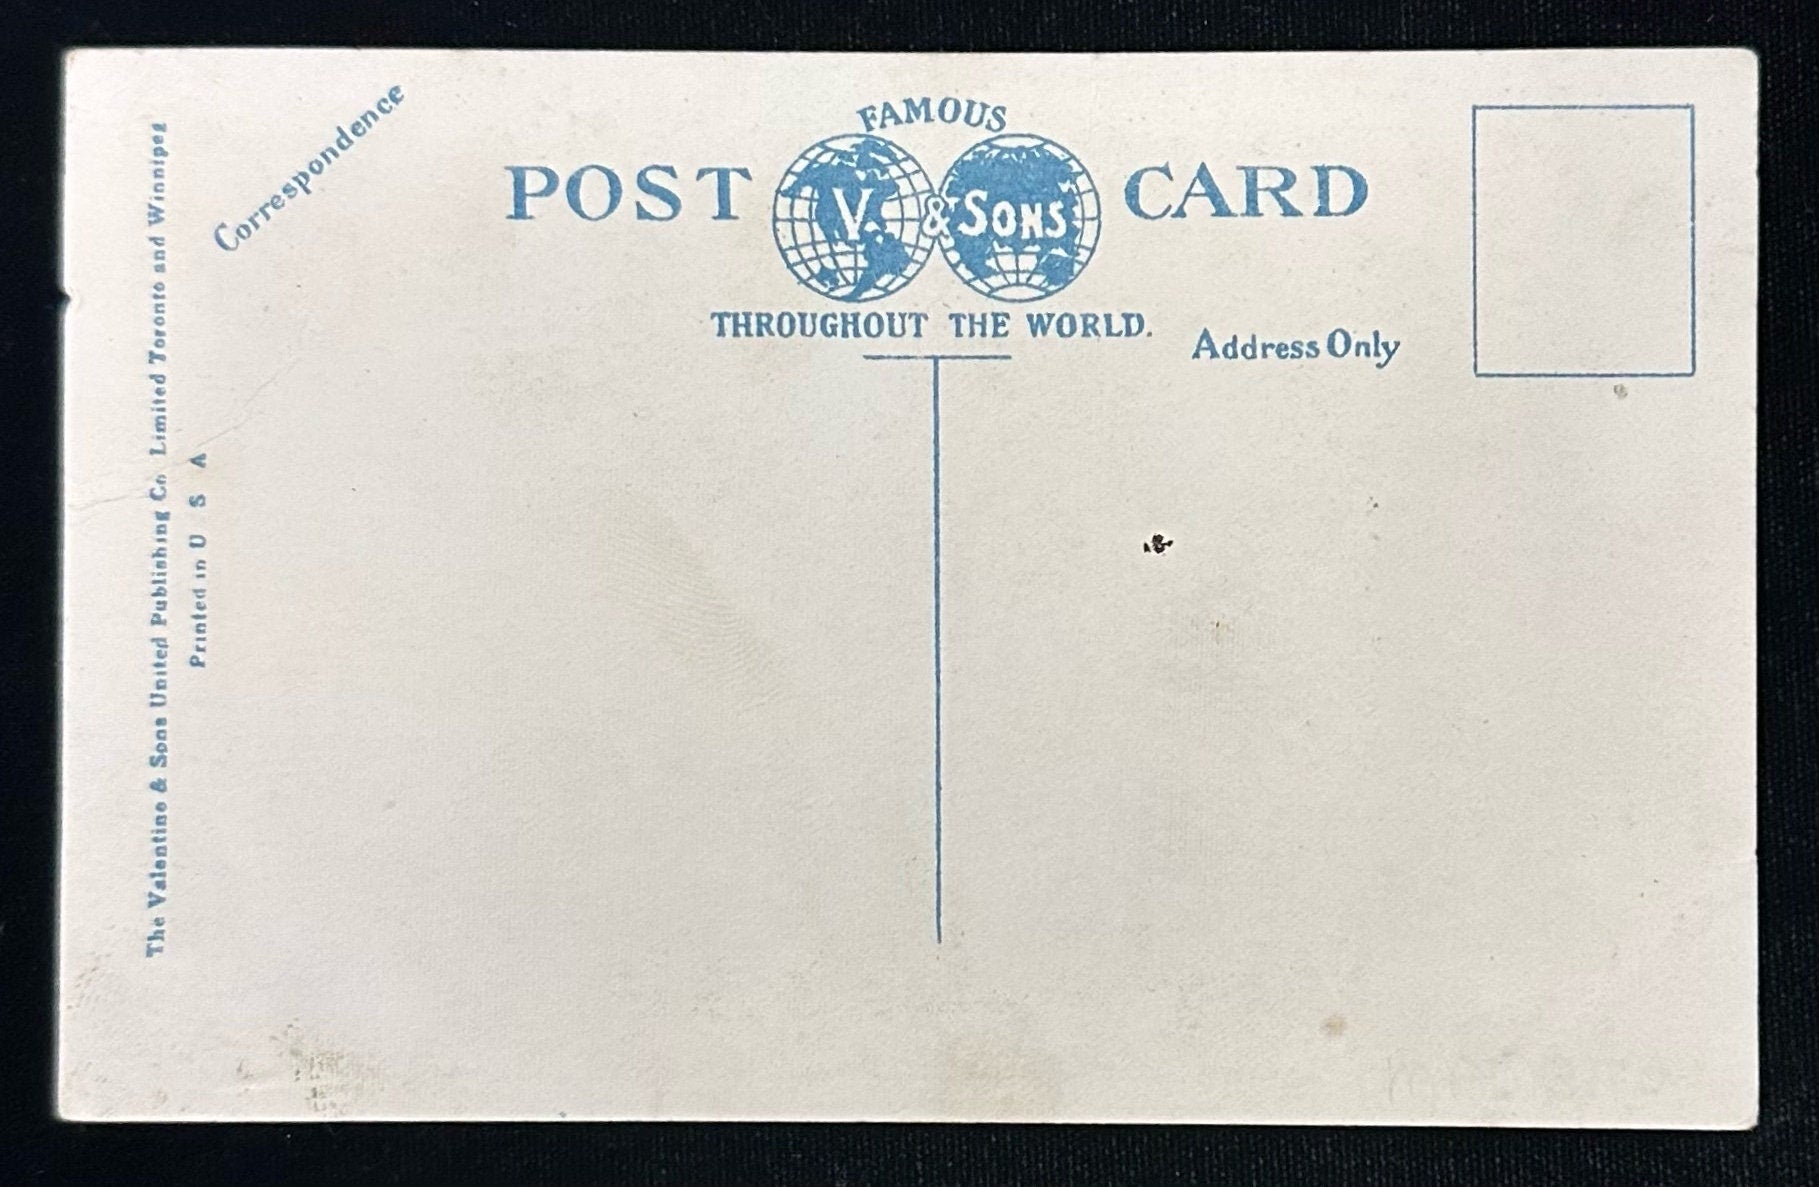 The Valentine & Sons United Publishing Co. Limited Toronto and Winnipeg
Printed in U S A
Correspondence
FAMOUS
POST V. & SONS CARD
THROUGHOUT THE WORLD.
Address Only